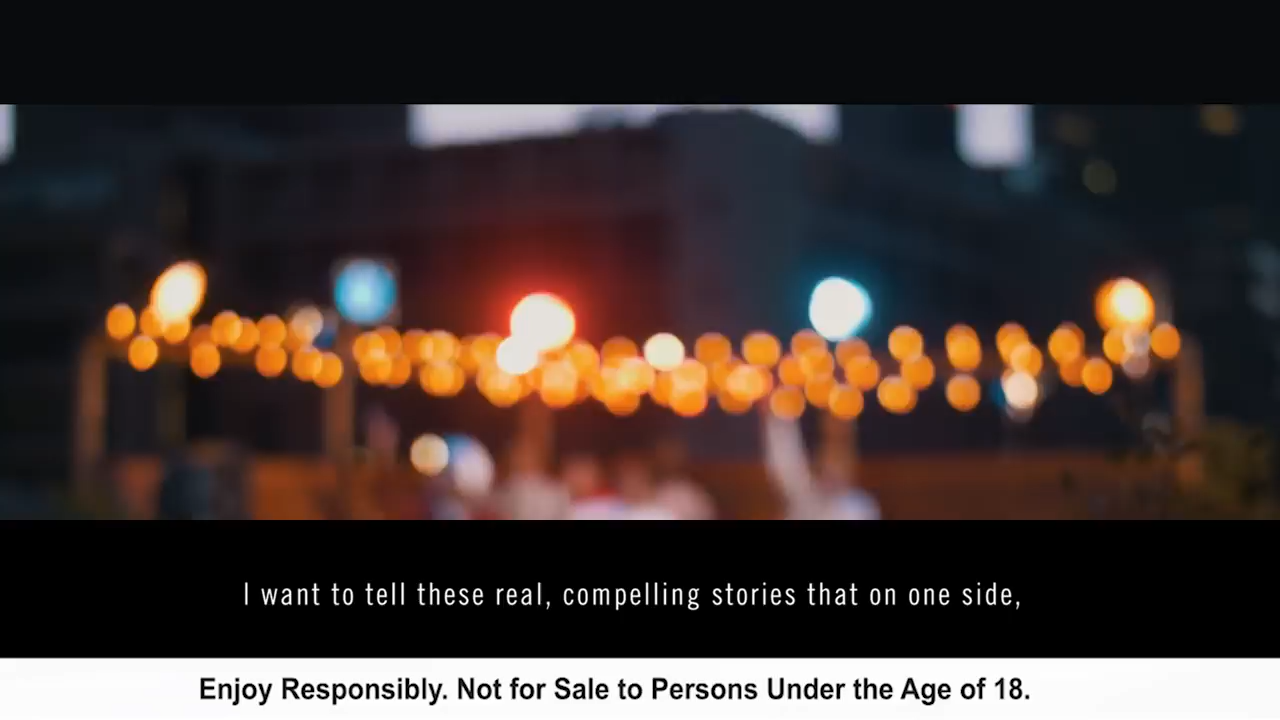 I want to tell these real, compelling stories that on one side,
Enjoy Responsibly. Not for Sale to Persons Under the Age of 18.